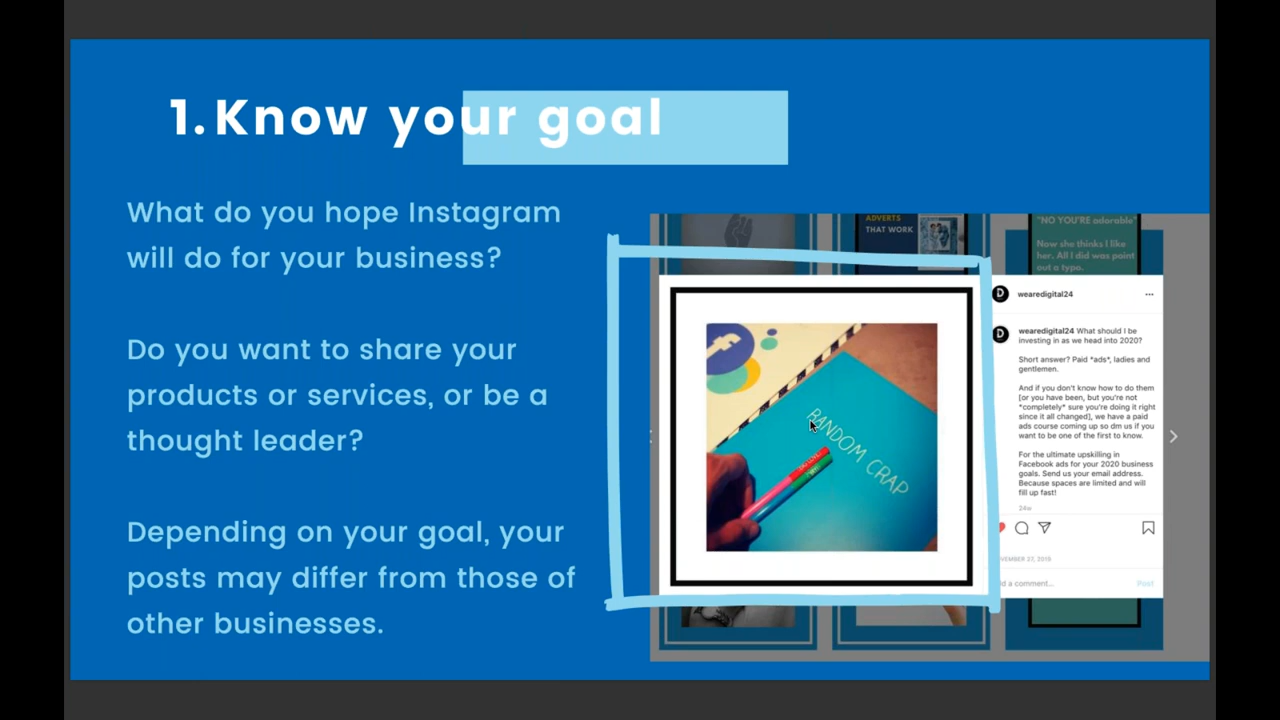 1. Know your goal
What do you hope Instagram
will do for your business?
Do you want to share your
products or services, or be a
thought leader?
Depending on your goal, your
posts may differ from those of
other businesses.
ADVERTS
THAT WORK
"NO YOU'RE adorable"
Now she thinks I like
her. All I did was point
out a typo.
RANDOM CRAP
wearedigital24
wearedigital24 What should I be
investing in as we head into 2020?
Short answer? Paid *ads*, ladies and
gentlemen.
And if you don't know how to do them
[or you have been, but you're not
*completely* sure you're doing it right
since it all changed], we have a paid
ads course coming up so dm us if you
want to be one of the first to know.
For the ultimate upskilling in
Facebook ads for your 2020 business
goals. Send us your email address.
Because spaces are limited and will
fill up fast!
24w
27, 2019
a comment...
Post